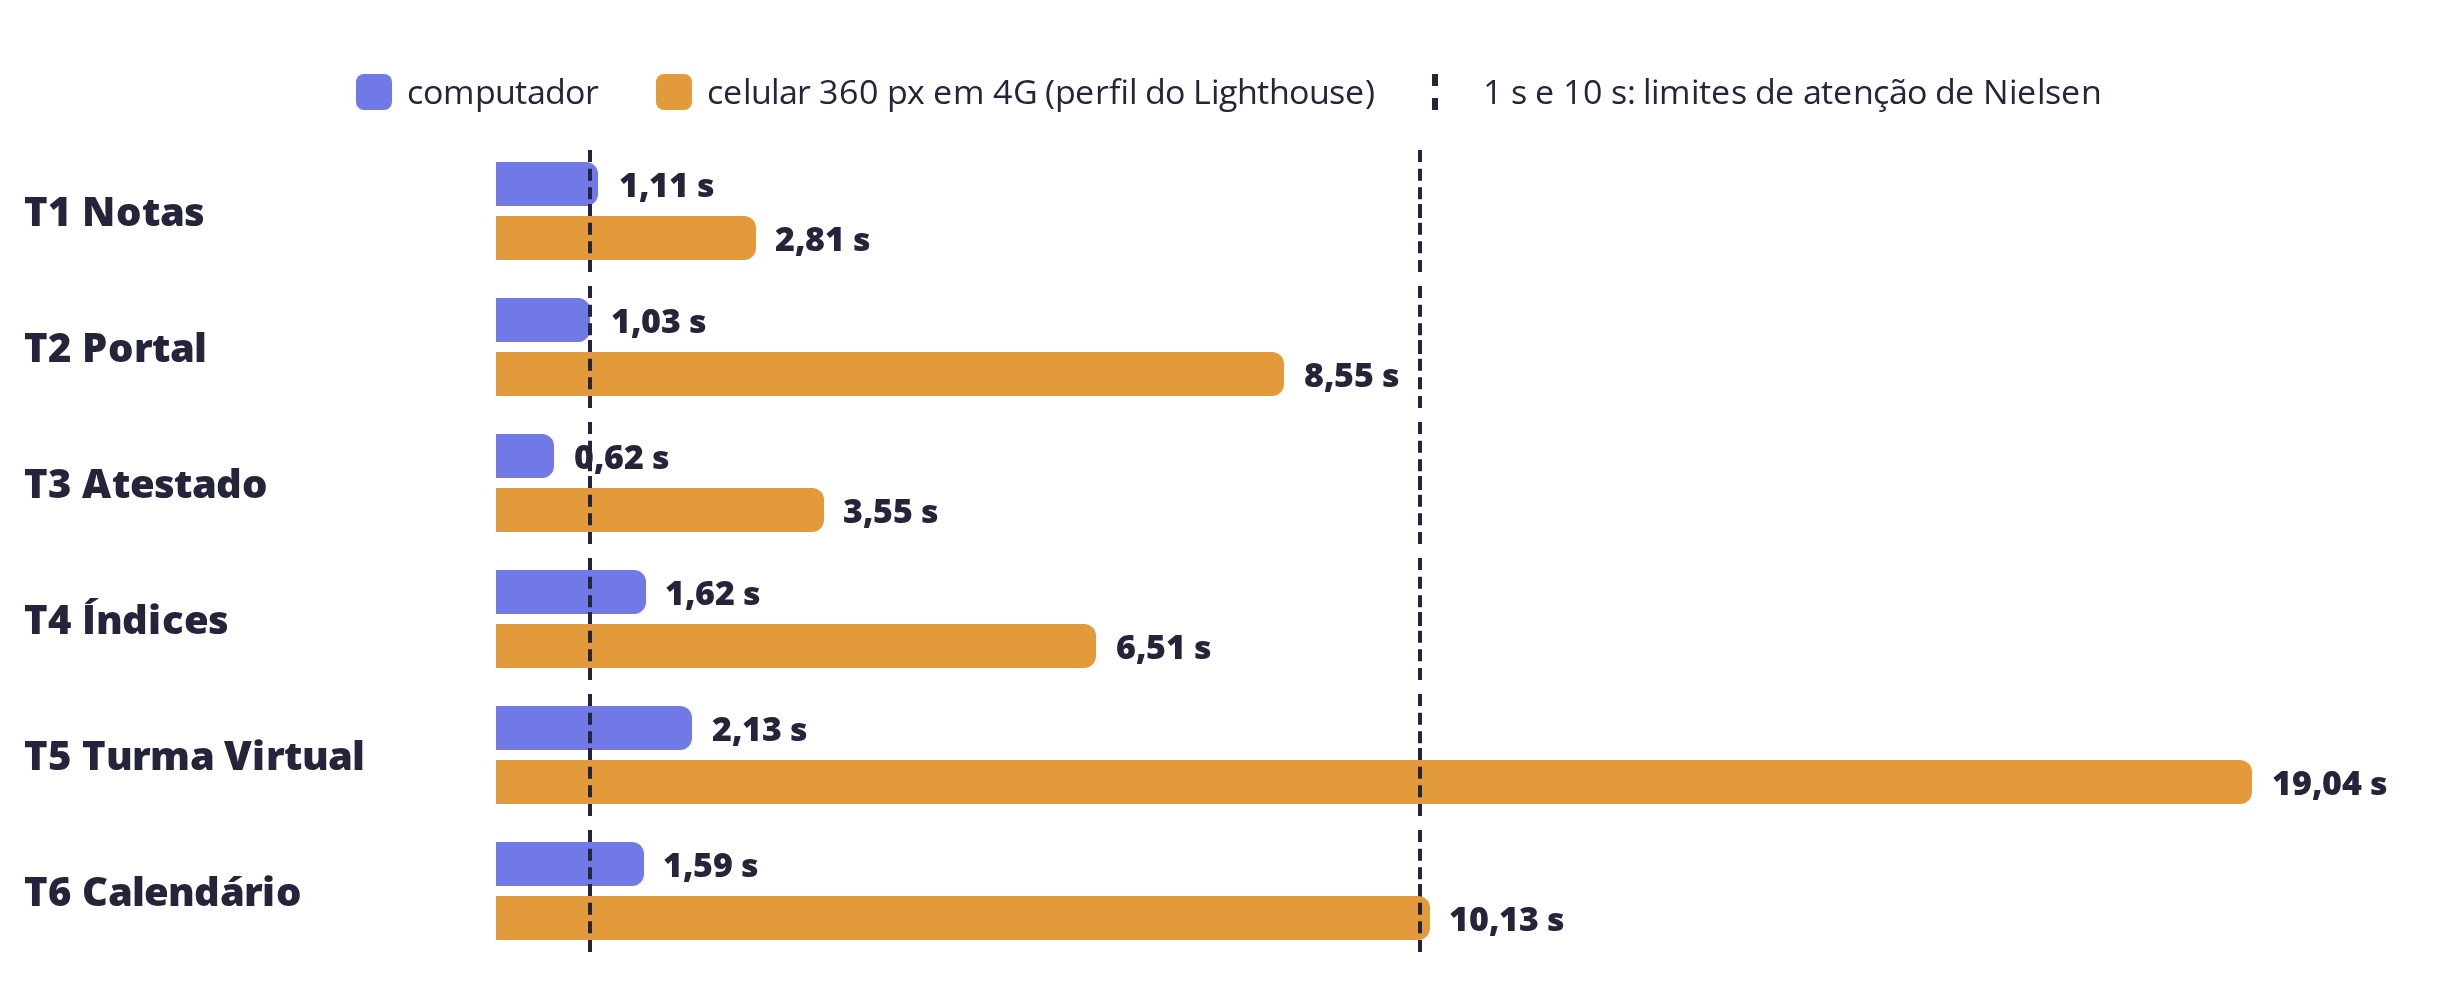 computador celular 360 px em 4G (perfil do Lighthouse) 1 s e 10 s: limites de atenção de Nielsen
T1 Notas
1,11 s
2,81 s
T2 Portal
1,03 s
8,55 s
T3 Atestado
0,62 s
3,55 s
T4 Índices
1,62 s
6,51 s
T5 Turma Virtual
2,13 s
19,04 s
T6 Calendário
1,59 s
10,13 s